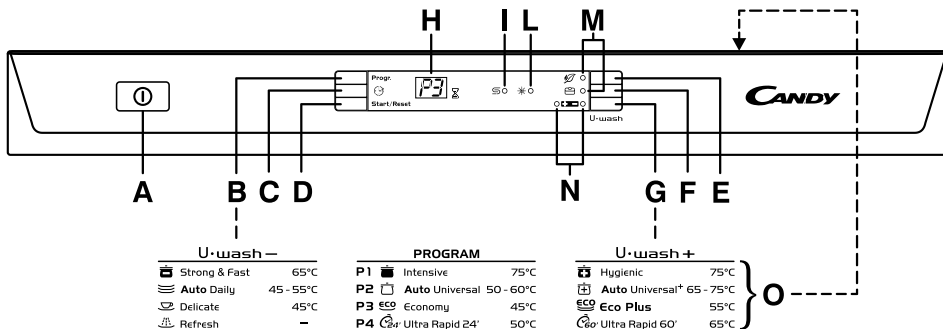 H I L M
Progr.
P3
Start/Reset
U-wash
CANDY
A B C D N G F E
U•wash –
Strong & Fast 65°C
Auto Daily 45-55°C
Delicate 45°C
Refresh –
PROGRAM
P1 Intensive 75°C
P2 Auto Universal 50-60°C
P3 ECO Economy 45°C
P4 24' Ultra Rapid 24' 50°C
U•wash +
Hygienic 75°C
Auto Universal+ 65-75°C
ECO Eco Plus 55°C
60' Ultra Rapid 60' 65°C
O